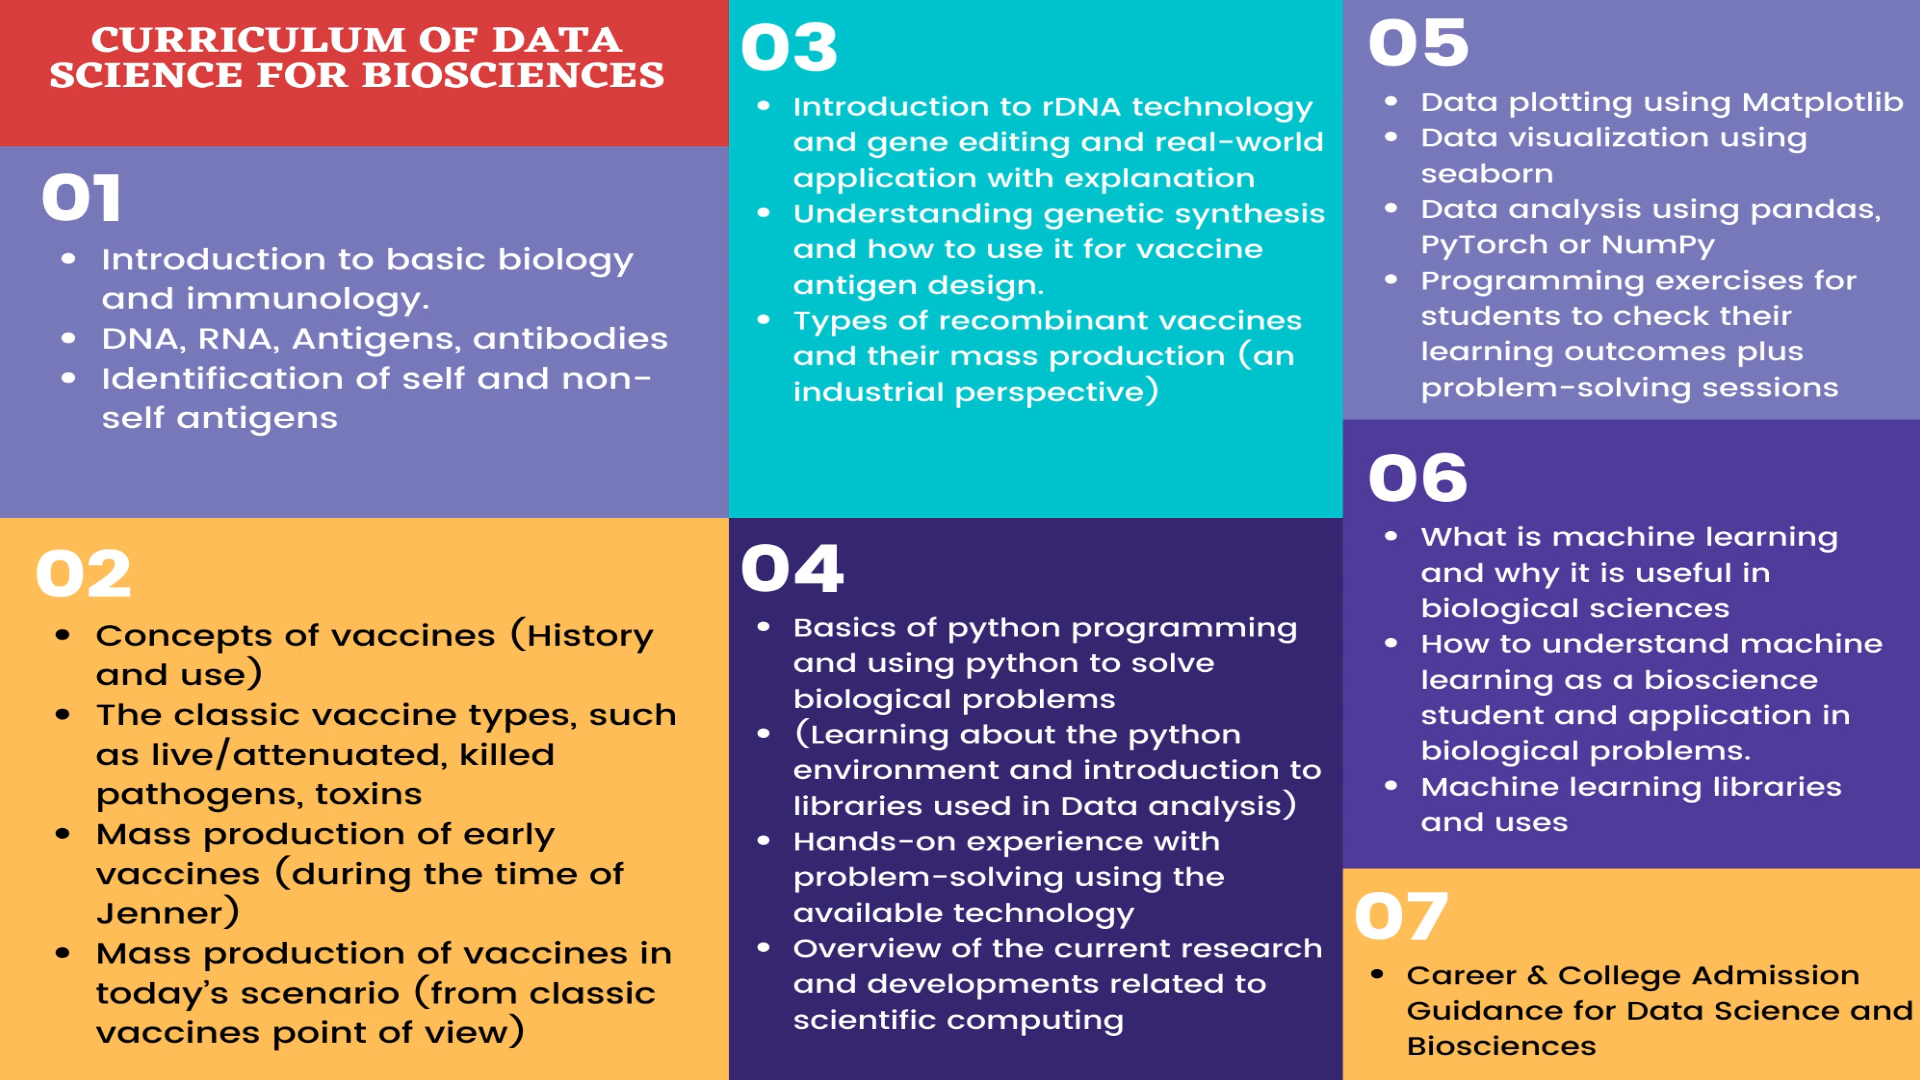 CURRICULUM OF DATA
SCIENCE FOR BIOSCIENCES
01
• Introduction to basic biology
and immunology.
• DNA, RNA, Antigens, antibodies
• Identification of self and non-
self antigens
02
• Concepts of vaccines (History
and use)
• The classic vaccine types, such
as live/attenuated, killed
pathogens, toxins
• Mass production of early
vaccines (during the time of
Jenner)
• Mass production of vaccines in
today's scenario (from classic
vaccines point of view)
03
• Introduction to rDNA technology
and gene editing and real-world
application with explanation
• Understanding genetic synthesis
and how to use it for vaccine
antigen design.
• Types of recombinant vaccines
and their mass production (an
industrial perspective)
04
• Basics of python programming
and using python to solve
biological problems
• (Learning about the python
environment and introduction to
libraries used in Data analysis)
• Hands-on experience with
problem-solving using the
available technology
• Overview of the current research
and developments related to
scientific computing
05
• Data plotting using Matplotlib
• Data visualization using
seaborn
• Data analysis using pandas,
PyTorch or NumPy
• Programming exercises for
students to check their
learning outcomes plus
problem-solving sessions
06
• What is machine learning
and why it is useful in
biological sciences
• How to understand machine
learning as a bioscience
student and application in
biological problems.
• Machine learning libraries
and uses
07
• Career & College Admission
Guidance for Data Science and
Biosciences